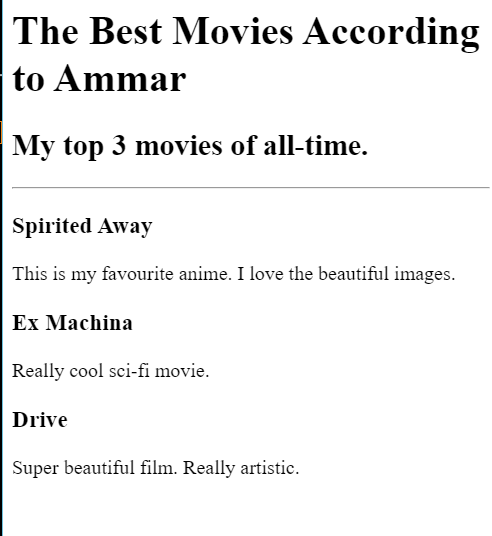 The Best Movies According
to Ammar
My top 3 movies of all-time.
Spirited Away
This is my favourite anime. I love the beautiful images.
Ex Machina
Really cool sci-fi movie.
Drive
Super beautiful film. Really artistic.